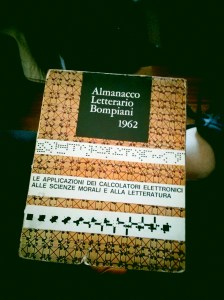 Almanacco
Letterario
Bompiani
1962
LE APPLICAZIONI DEI CALCOLATORI ELETTRONICI
ALLE SCIENZE MORALI E ALLA LETTERATURA